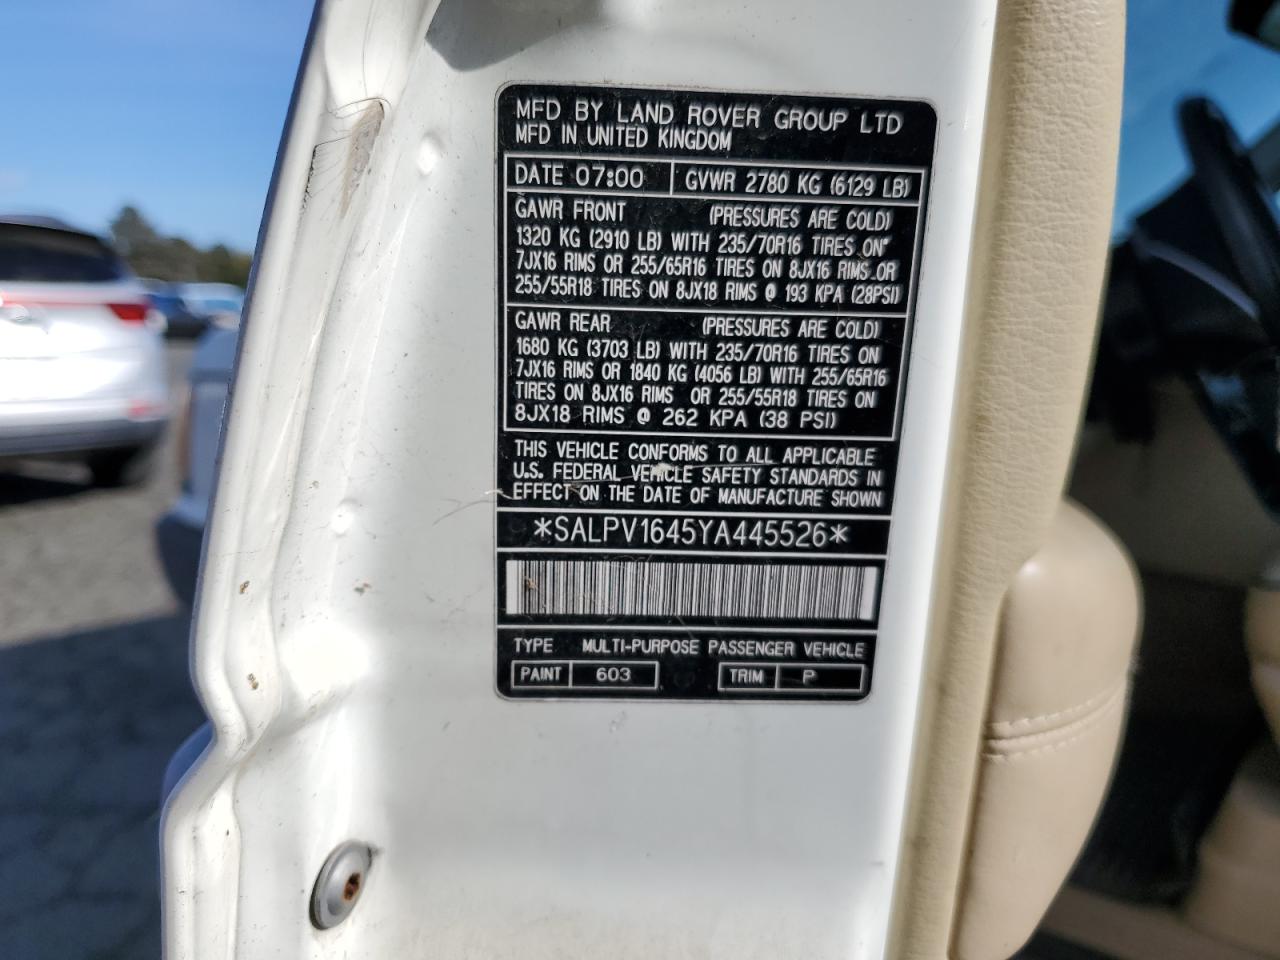 MFD BY LAND ROVER GROUP LTD
MFD IN UNITED KINGDOM
DATE 07:00 GVWR 2780 KG (6129 LB)
GAWR FRONT (PRESSURES ARE COLD)
1320 KG (2910 LB) WITH 235/70R16 TIRES ON
7JX16 RIMS OR 255/65R16 TIRES ON 8JX16 RIMS OR
255/55R18 TIRES ON 8JX18 RIMS @ 193 KPA (28PSI)
GAWR REAR (PRESSURES ARE COLD)
1680 KG (3703 LB) WITH 235/70R16 TIRES ON
7JX16 RIMS OR 1840 KG (4056 LB) WITH 255/65R16
TIRES ON 8JX16 RIMS OR 255/55R18 TIRES ON
8JX18 RIMS @ 262 KPA (38 PSI)
THIS VEHICLE CONFORMS TO ALL APPLICABLE
U.S. FEDERAL VEHICLE SAFETY STANDARDS IN
EFFECT ON THE DATE OF MANUFACTURE SHOWN
*SALPV1645YA445526*
TYPE MULTI-PURPOSE PASSENGER VEHICLE
PAINT 603 TRIM P